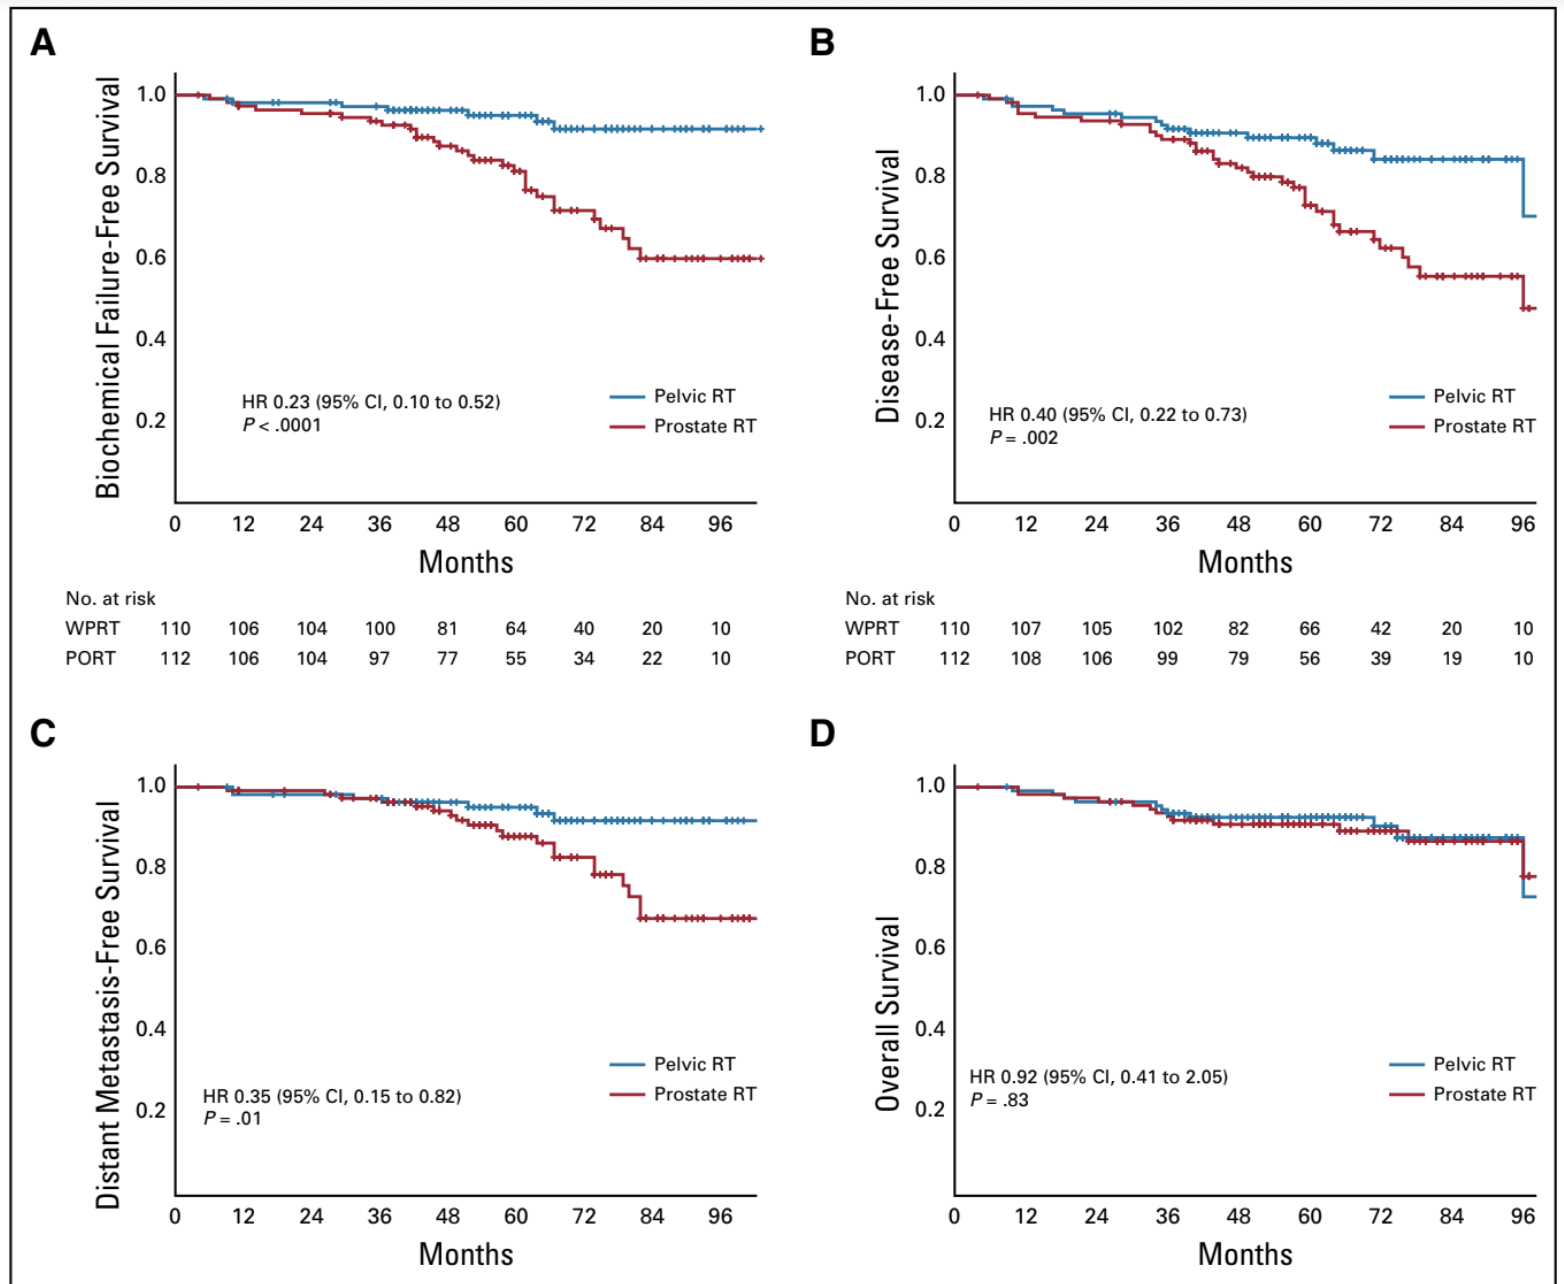 A
Biochemical Failure-Free Survival
1.0
0.8
0.6
0.4
0.2
HR 0.23 (95% CI, 0.10 to 0.52)
P < .0001
Pelvic RT
Prostate RT
0 12 24 36 48 60 72 84 96
Months
No. at risk
WPRT 110 106 104 100 81 64 40 20 10
PORT 112 106 104 97 77 55 34 22 10
B
Disease-Free Survival
1.0
0.8
0.6
0.4
0.2
HR 0.40 (95% CI, 0.22 to 0.73)
P = .002
Pelvic RT
Prostate RT
0 12 24 36 48 60 72 84 96
Months
No. at risk
WPRT 110 107 105 102 82 66 42 20 10
PORT 112 108 106 99 79 56 39 19 10
C
Distant Metastasis-Free Survival
1.0
0.8
0.6
0.4
0.2
HR 0.35 (95% CI, 0.15 to 0.82)
P = .01
Pelvic RT
Prostate RT
0 12 24 36 48 60 72 84 96
Months
D
Overall Survival
1.0
0.8
0.6
0.4
0.2
HR 0.92 (95% CI, 0.41 to 2.05)
P = .83
Pelvic RT
Prostate RT
0 12 24 36 48 60 72 84 96
Months